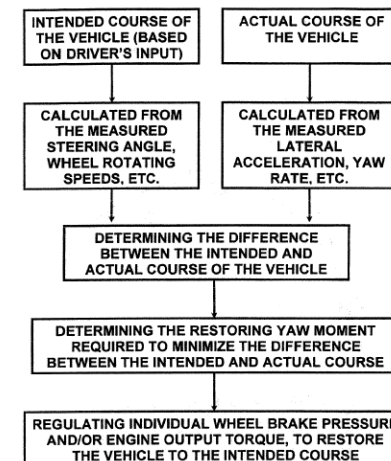 INTENDED COURSE OF
THE VEHICLE (BASED
ON DRIVER'S INPUT)
ACTUAL COURSE OF
THE VEHICLE
CALCULATED FROM
THE MEASURED
STEERING ANGLE,
WHEEL ROTATING
SPEEDS, ETC.
CALCULATED FROM
THE MEASURED
LATERAL
ACCELERATION, YAW
RATE, ETC.
DETERMINING THE DIFFERENCE
BETWEEN THE INTENDED AND
ACTUAL COURSE OF THE VEHICLE
DETERMINING THE RESTORING YAW MOMENT
REQUIRED TO MINIMIZE THE DIFFERENCE
BETWEEN THE INTENDED AND ACTUAL COURSE
REGULATING INDIVIDUAL WHEEL BRAKE PRESSURE
AND/OR ENGINE OUTPUT TORQUE, TO RESTORE
THE VEHICLE TO THE INTENDED COURSE